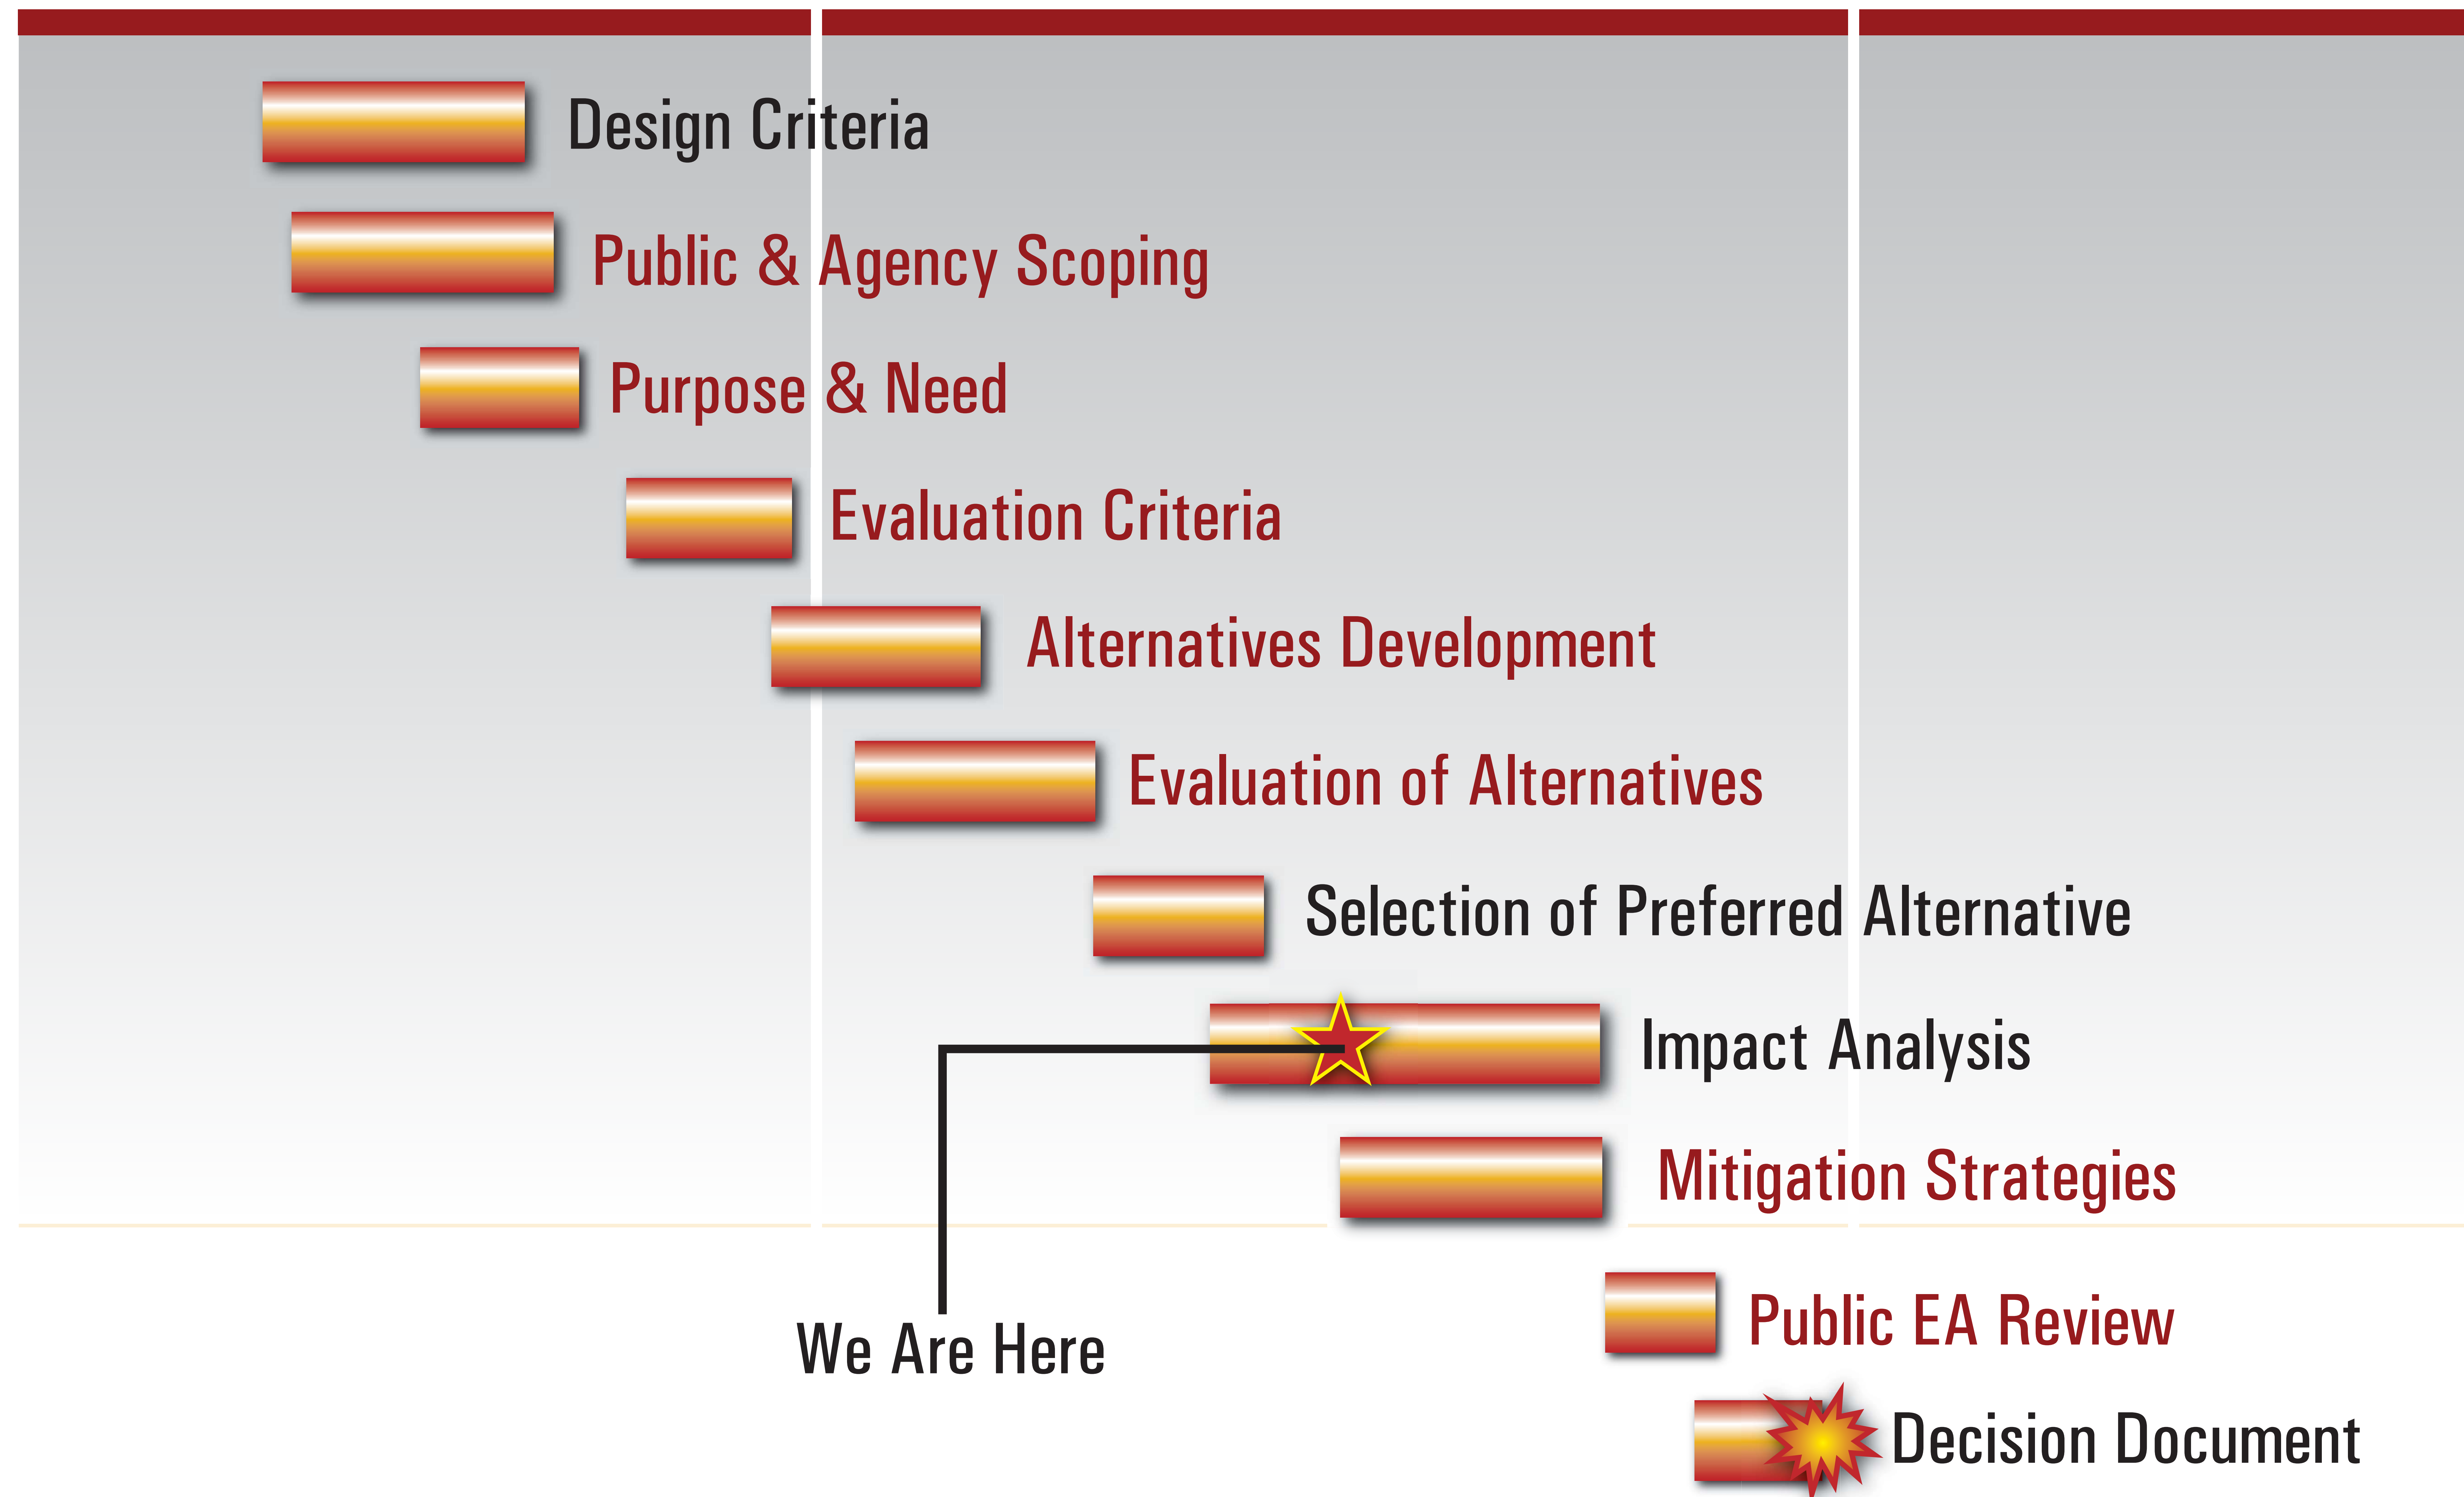 Design Criteria
Public & Agency Scoping
Purpose & Need
Evaluation Criteria
Alternatives Development
Evaluation of Alternatives
Selection of Preferred Alternative
Impact Analysis
Mitigation Strategies
Public EA Review
We Are Here
Decision Document